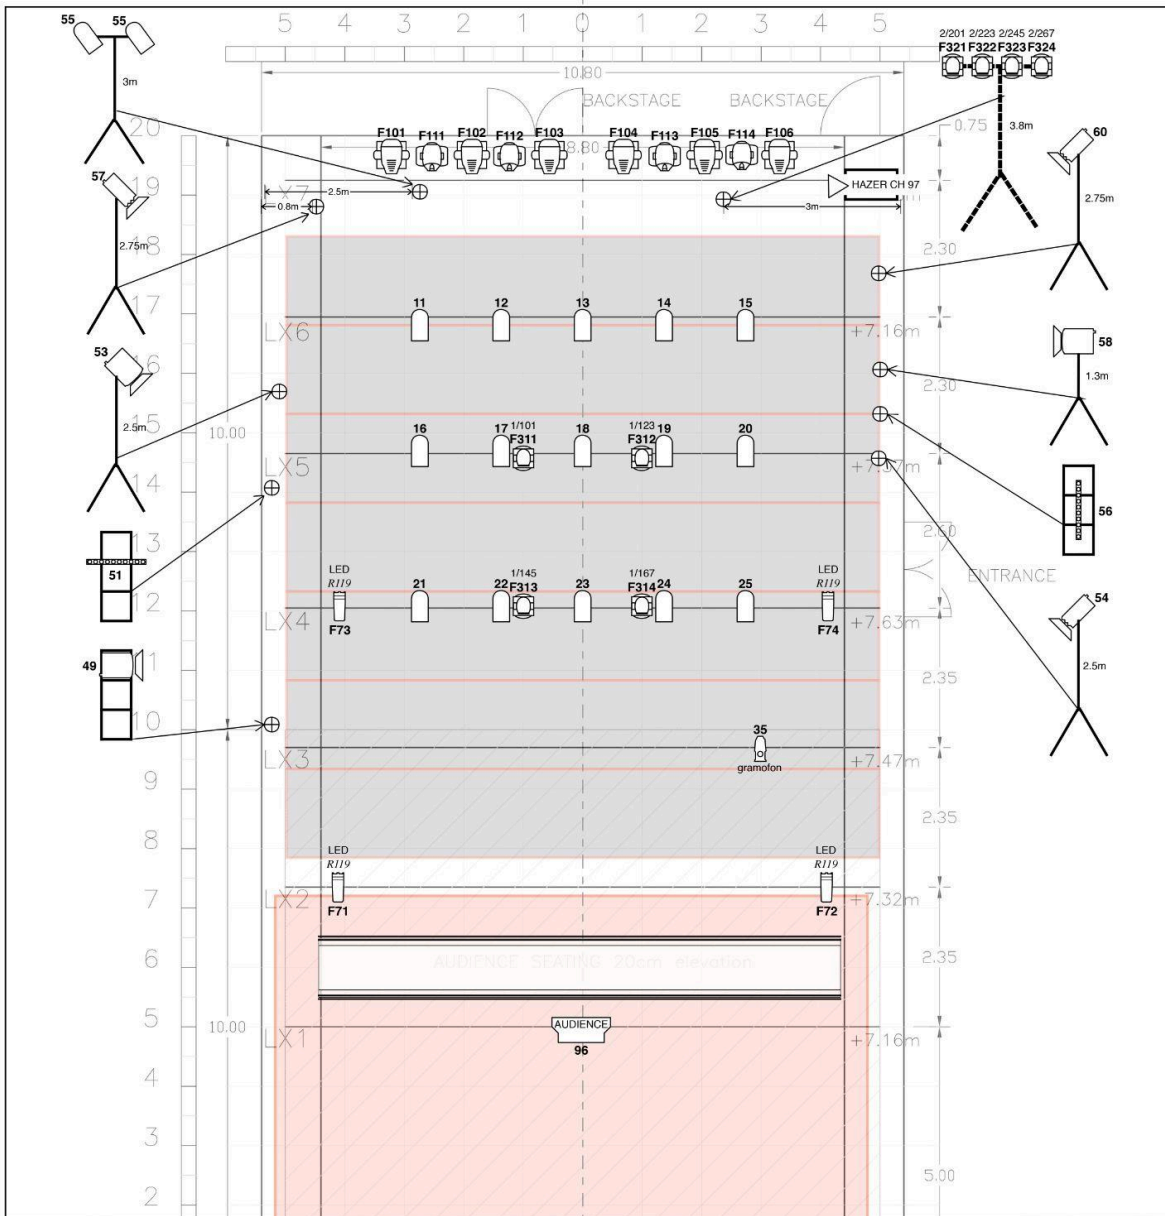 5 4 3 2 1 0 1 2 3 4 5
55 55
2/201 2/223 2/245 2/267
F321 F322 F323 F324
10.80
3m
BACKSTAGE BACKSTAGE
3.8m
0.75
20
F101 F111 F102 F112 F103 F104 F113 F105 F114 F106
8.80
60
57
19
2.5m
HAZER CH 97
0.8m
3m
2.75m
2.75m
18
2.30
17
11 12 13 14 15
LX6
+7.16m
53
58
16
1.3m
2.30
15
10.00
2.5m
16 17 18 19 20
1/101 1/123
F311 F312
LX5
14
56
13
2.60
51
ENTRANCE
LED
R119
F73
LED
R119
F74
1/145 1/167
F313 F314
21 22 23 24 25
12
LX4
+7.63m
54
49
11
2.35
2.5m
10
35
gramofon
LX3
+7.47m
9
2.35
8
LED
R119
F71
LED
R119
F72
LX2
+7.32m
7
AUDIENCE SEATING 20cm elevation
6
2.35
5
10.00
AUDIENCE
96
LX1
+7.16m
4
3
5.00
2